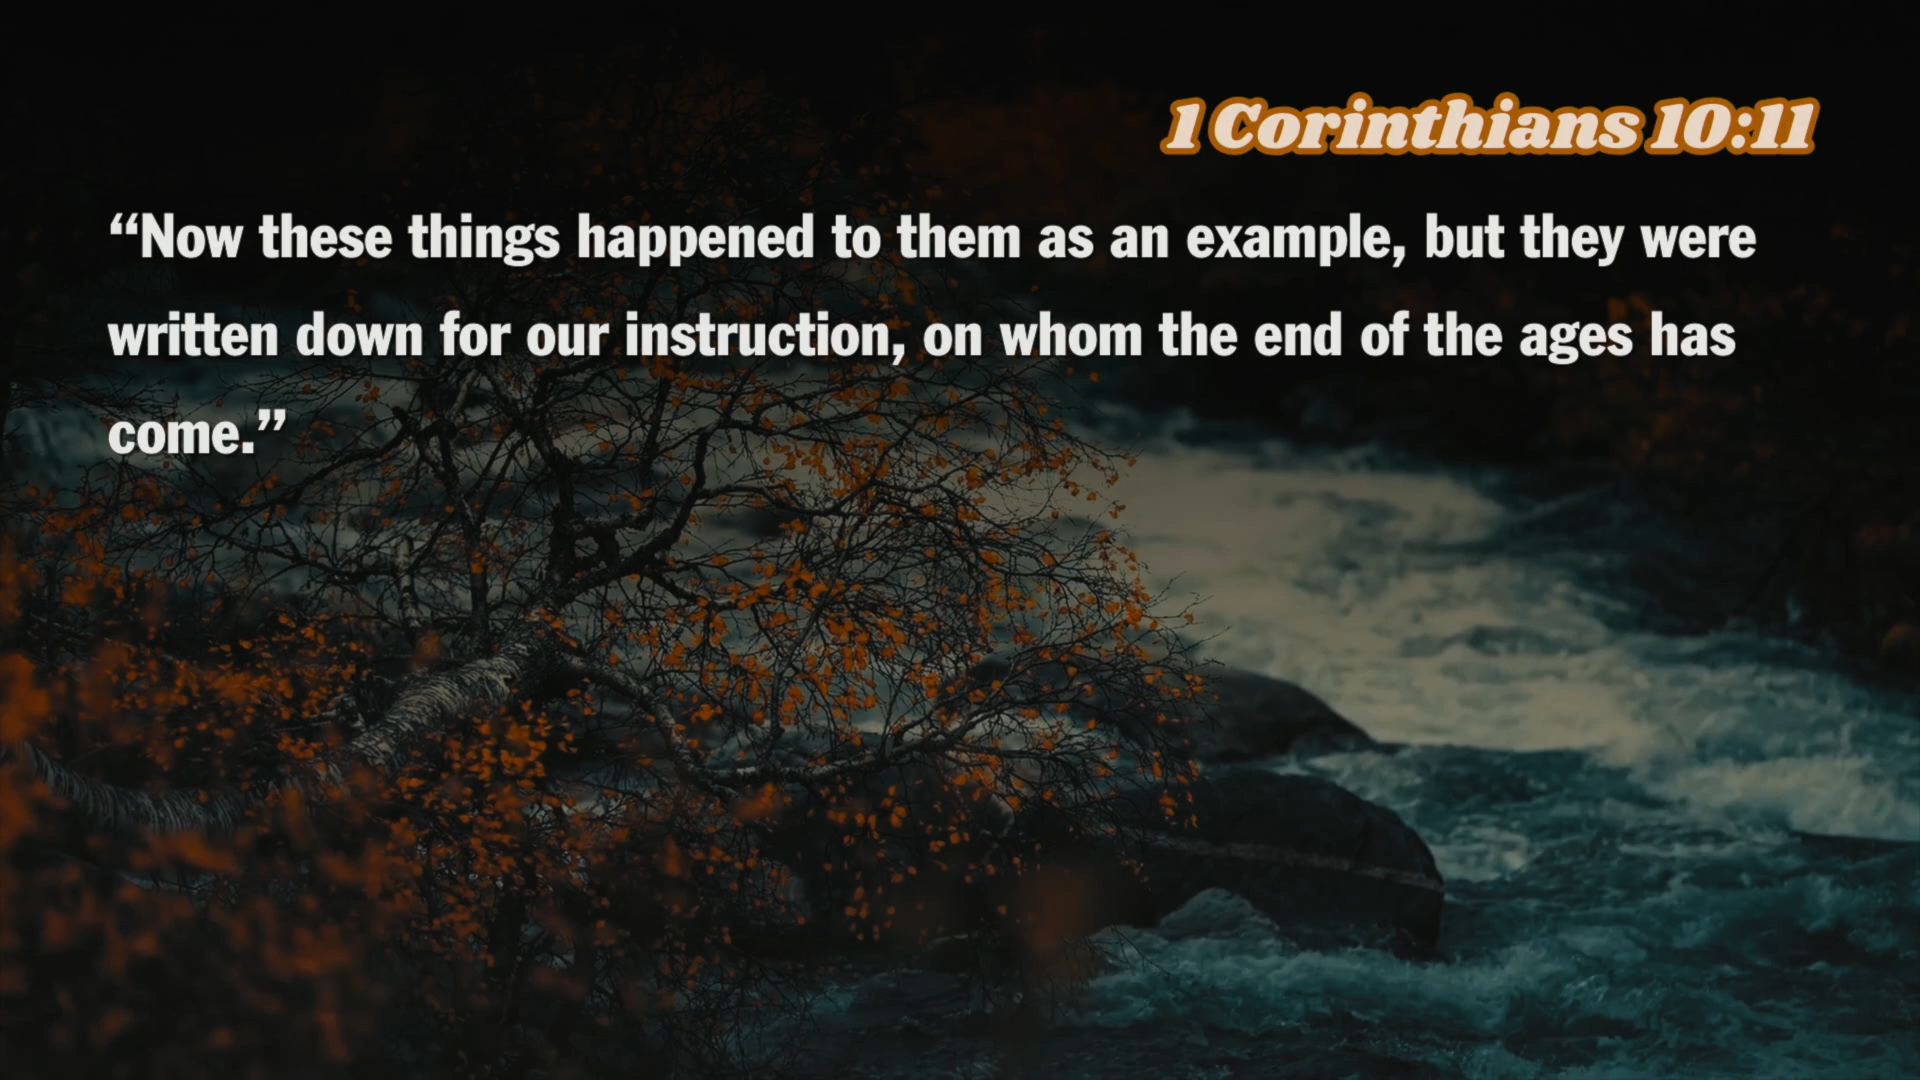 1 Corinthians 10:11
“Now these things happened to them as an example, but they were
written down for our instruction, on whom the end of the ages has
come.”